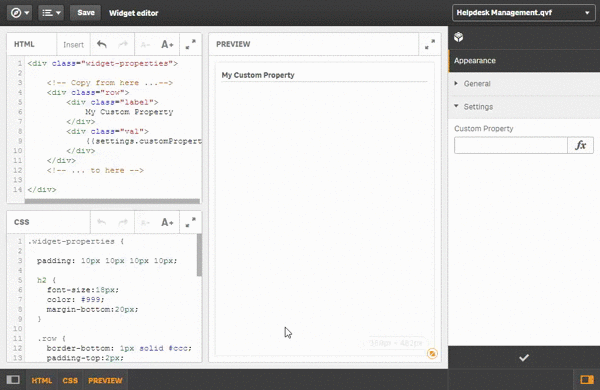 Save Widget editor Helpdesk Management.qvf
HTML Insert A- A+
PREVIEW
Appearance
General
Settings
Custom Property
fx
My Custom Property
1 <div class="widget-properties">
2
3 <!-- Copy from here ...-->
4 <div class="row">
5 <div class="label">
6 My Custom Property
7 </div>
8 <div class="val">
9 {{settings.customPropert
10 </div>
11 </div>
12 <!-- ... to here -->
13
14 </div>
CSS A- A+
1 .widget-properties {
2
3 padding: 10px 10px 10px 10px;
4
5 h2 {
6 font-size:18px;
7 color: #999;
8 margin-bottom:20px;
9 }
10
11 .row {
12 border-bottom: 1px solid #ccc;
13 padding-top:2px;
HTML CSS PREVIEW